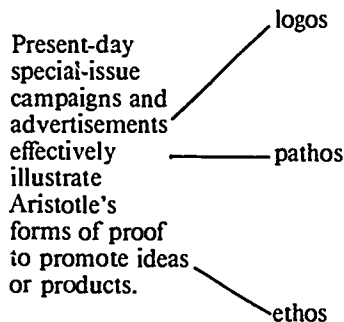 logos
Present-day
special-issue
campaigns and
advertisements
effectively
pathos
illustrate
Aristotle's
forms of proof
to promote ideas
or products.
ethos